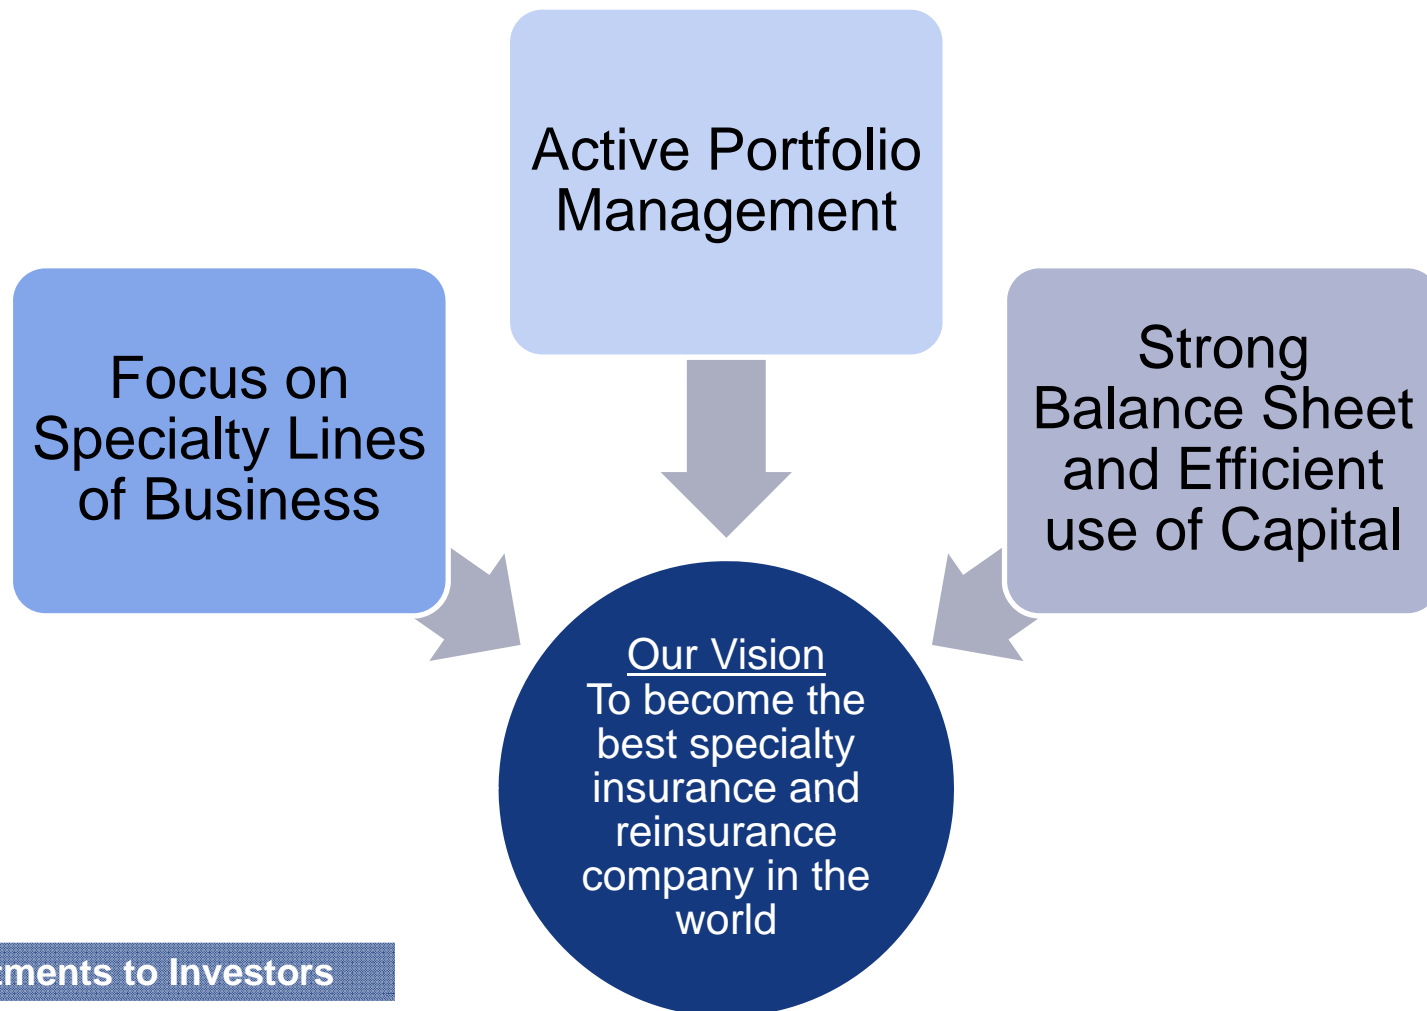 Active Portfolio
Management
Focus on
Specialty Lines
of Business
Strong
Balance Sheet
and Efficient
use of Capital
Our Vision
To become the
best specialty
insurance and
reinsurance
company in the
world
to Investors